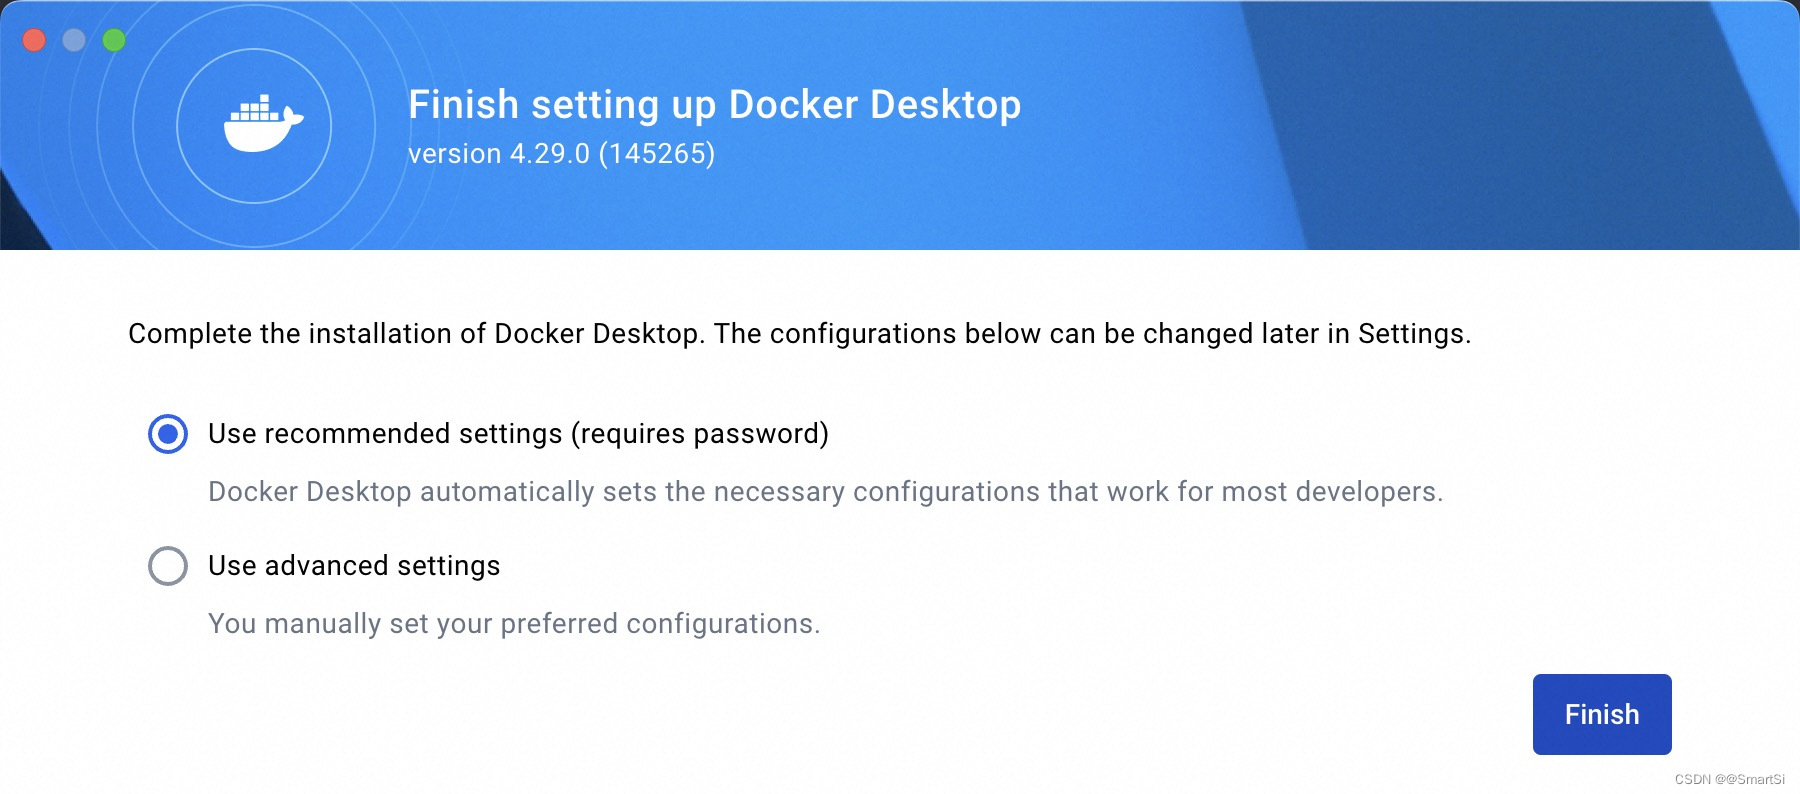 Finish setting up Docker Desktop
version 4.29.0 (145265)
Complete the installation of Docker Desktop. The configurations below can be changed later in Settings.
Use recommended settings (requires password)
Docker Desktop automatically sets the necessary configurations that work for most developers.
Use advanced settings
You manually set your preferred configurations.
Finish
CSDN @@SmartSi